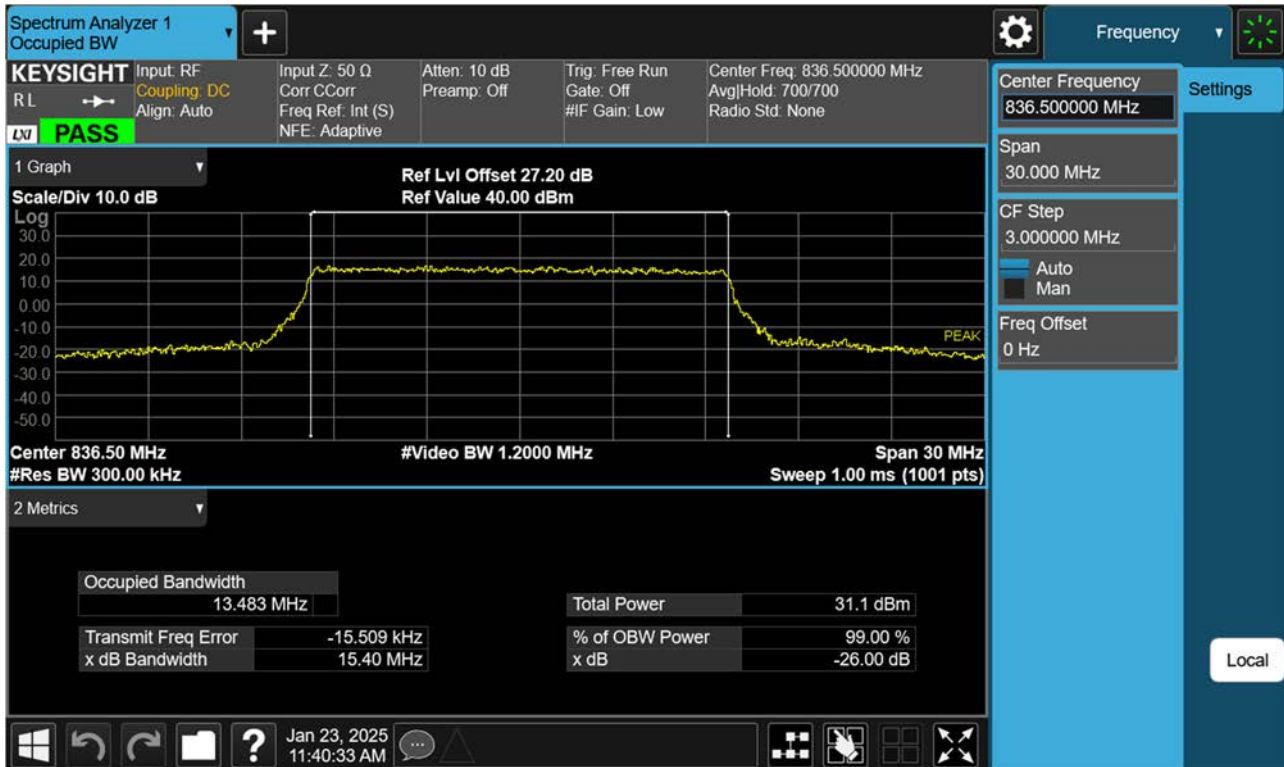 Spectrum Analyzer 1
Occupied BW
▼
+
Frequency
▼
KEYSIGHT
RL
LXI
PASS
Input: RF
Coupling: DC
Align: Auto
Input Z: 50 Ω
Corr CCorr
Freq Ref: Int (S)
NFE: Adaptive
Atten: 10 dB
Preamp: Off
Trig: Free Run
Gate: Off
#IF Gain: Low
Center Freq: 836.500000 MHz
Avg|Hold: 700/700
Radio Std: None
Center Frequency
836.500000 MHz
Settings
Span
30.000 MHz
CF Step
3.000000 MHz
Auto
Man
Freq Offset
0 Hz
Local
1 Graph
Scale/Div 10.0 dB
Ref Lvl Offset 27.20 dB
Ref Value 40.00 dBm
Log
30.0
20.0
10.0
0.00
-10.0
-20.0
-30.0
-40.0
-50.0
PEAK
Center 836.50 MHz
#Video BW 1.2000 MHz
Span 30 MHz
#Res BW 300.00 kHz
Sweep 1.00 ms (1001 pts)
2 Metrics
Occupied Bandwidth
13.483 MHz
Total Power 31.1 dBm
Transmit Freq Error -15.509 kHz
% of OBW Power 99.00 %
x dB Bandwidth 15.40 MHz
x dB -26.00 dB
?
Jan 23, 2025
11:40:33 AM